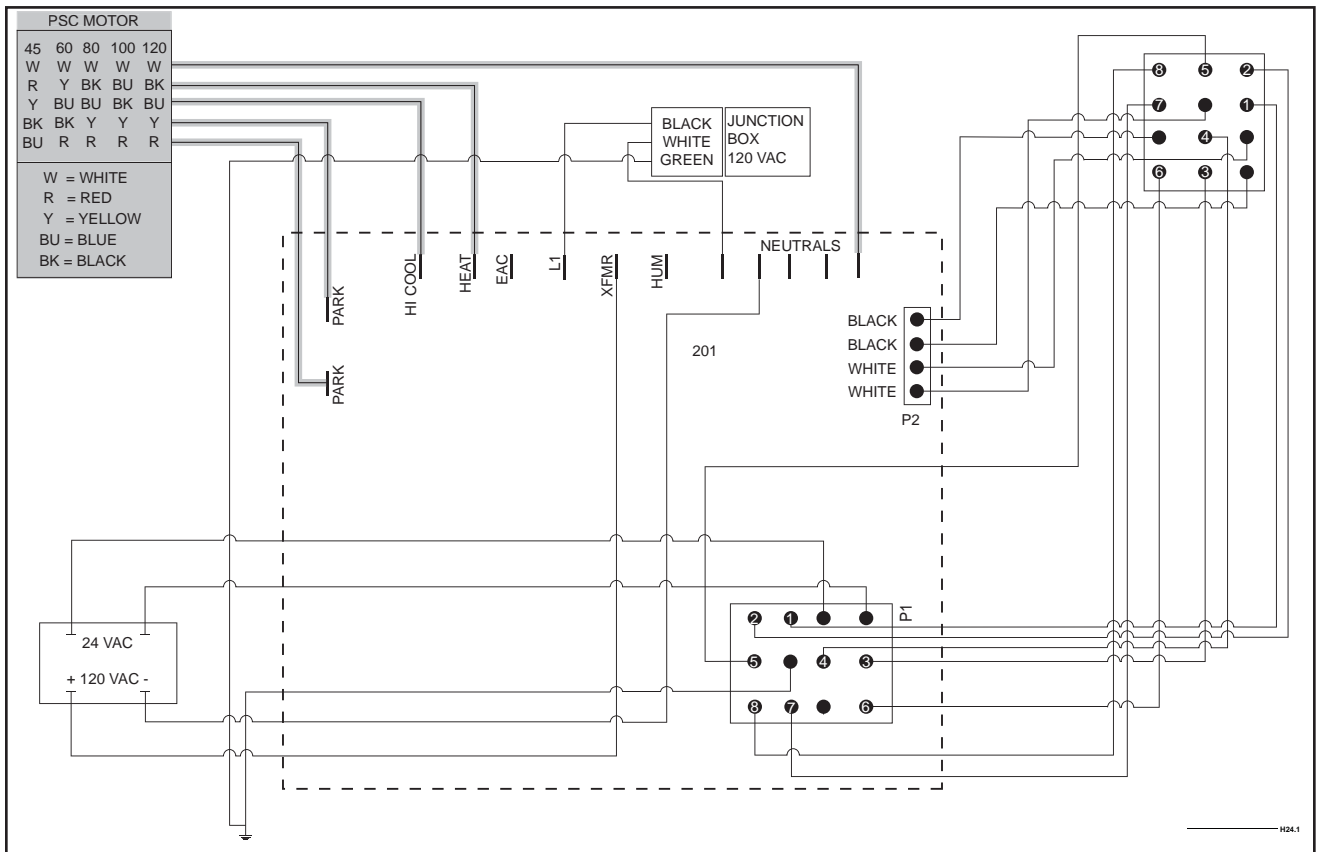 PSC MOTOR
45 60 80 100 120
W W W W W
R Y BK BU BK
Y BU BU BK BU
BK BK Y Y Y
BU R R R R
W = WHITE
R = RED
Y = YELLOW
BU = BLUE
BK = BLACK
BLACK
WHITE
GREEN
JUNCTION
BOX
120 VAC
8 5 2
7 1
4
6 3
NEUTRALS
PARK
HI COOL
HEAT
EAC
L1
XFMR
HUM
PARK
201
BLACK
BLACK
WHITE
WHITE
P2
24 VAC
+ 120 VAC -
P1
2 1
5 4 3
8 7 6
H24.1